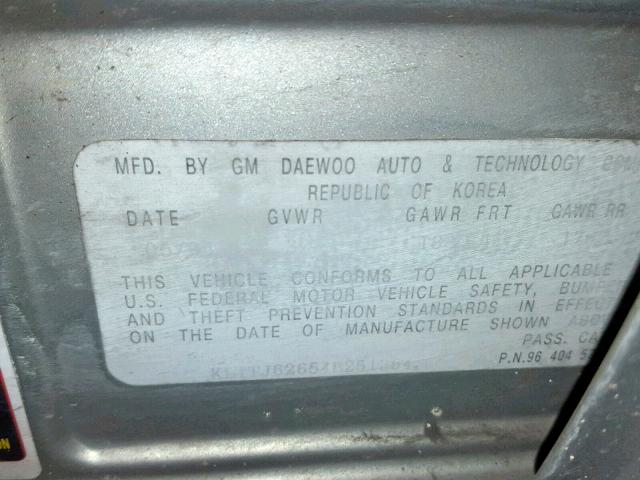 MFD. BY GM DAEWOO AUTO & TECHNOLOGY
REPUBLIC OF KOREA
DATE GVWR GAWR FRT GAWR RR
THIS VEHICLE CONFORMS TO ALL APPLICABLE
U.S. FEDERAL MOTOR VEHICLE SAFETY,
AND THEFT PREVENTION STANDARDS IN
ON THE DATE OF MANUFACTURE SHOWN
PASS.
P.N.96 404
ON